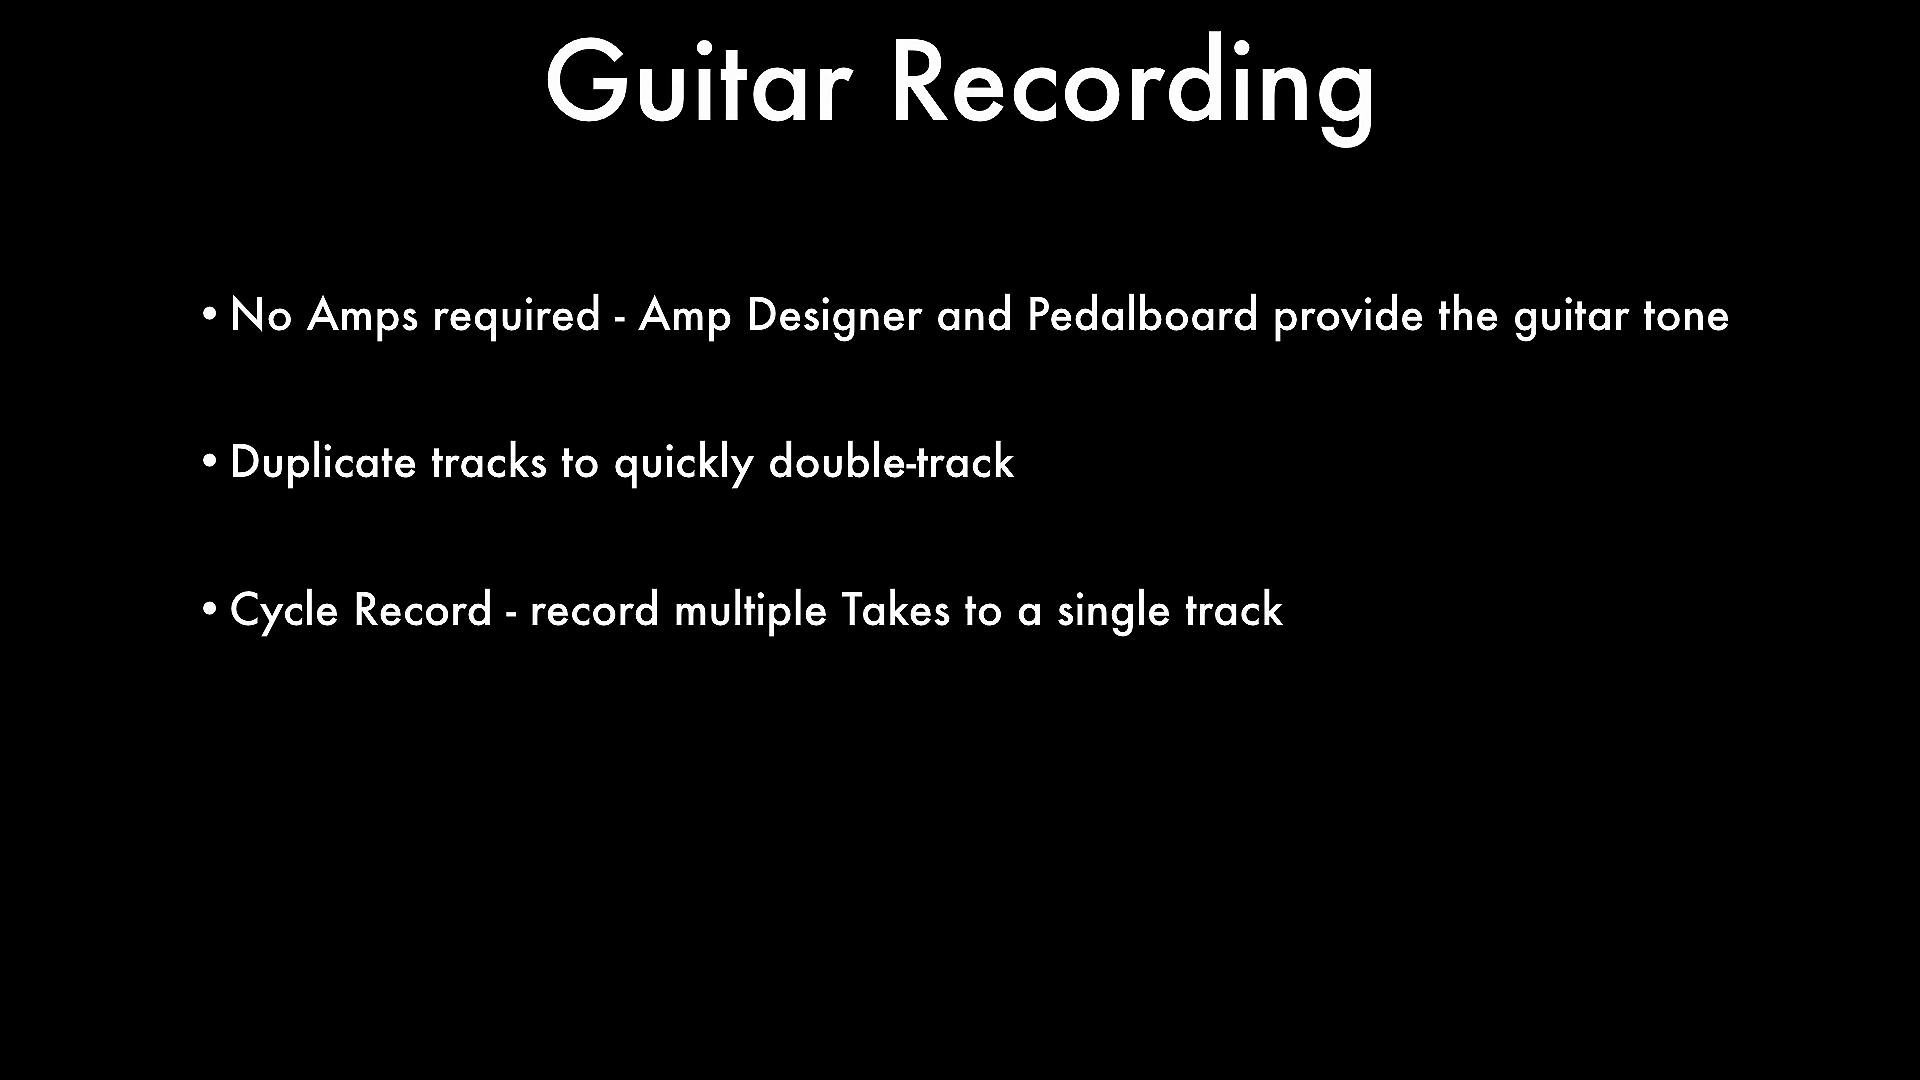 Guitar Recording
• No Amps required - Amp Designer and Pedalboard provide the guitar tone
• Duplicate tracks to quickly double-track
• Cycle Record - record multiple Takes to a single track